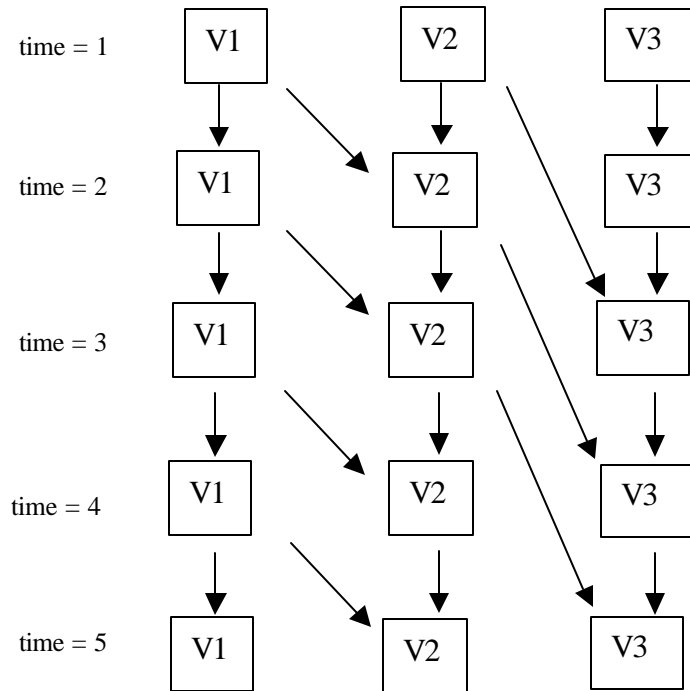 time = 1 V1 V2 V3
time = 2 V1 V2 V3
time = 3 V1 V2 V3
time = 4 V1 V2 V3
time = 5 V1 V2 V3